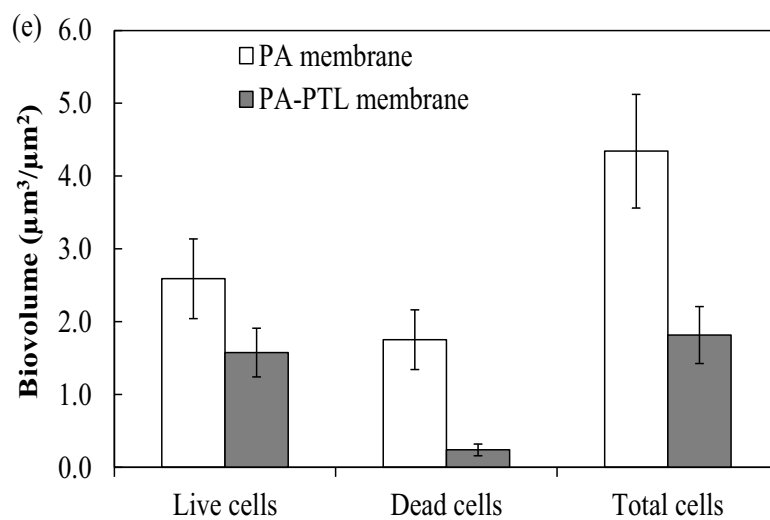 (e)
6.0
PA membrane
PA-PTL membrane
5.0
4.0
3.0
2.0
1.0
0.0
Biovolume (µm³/µm²)
Live cells Dead cells Total cells